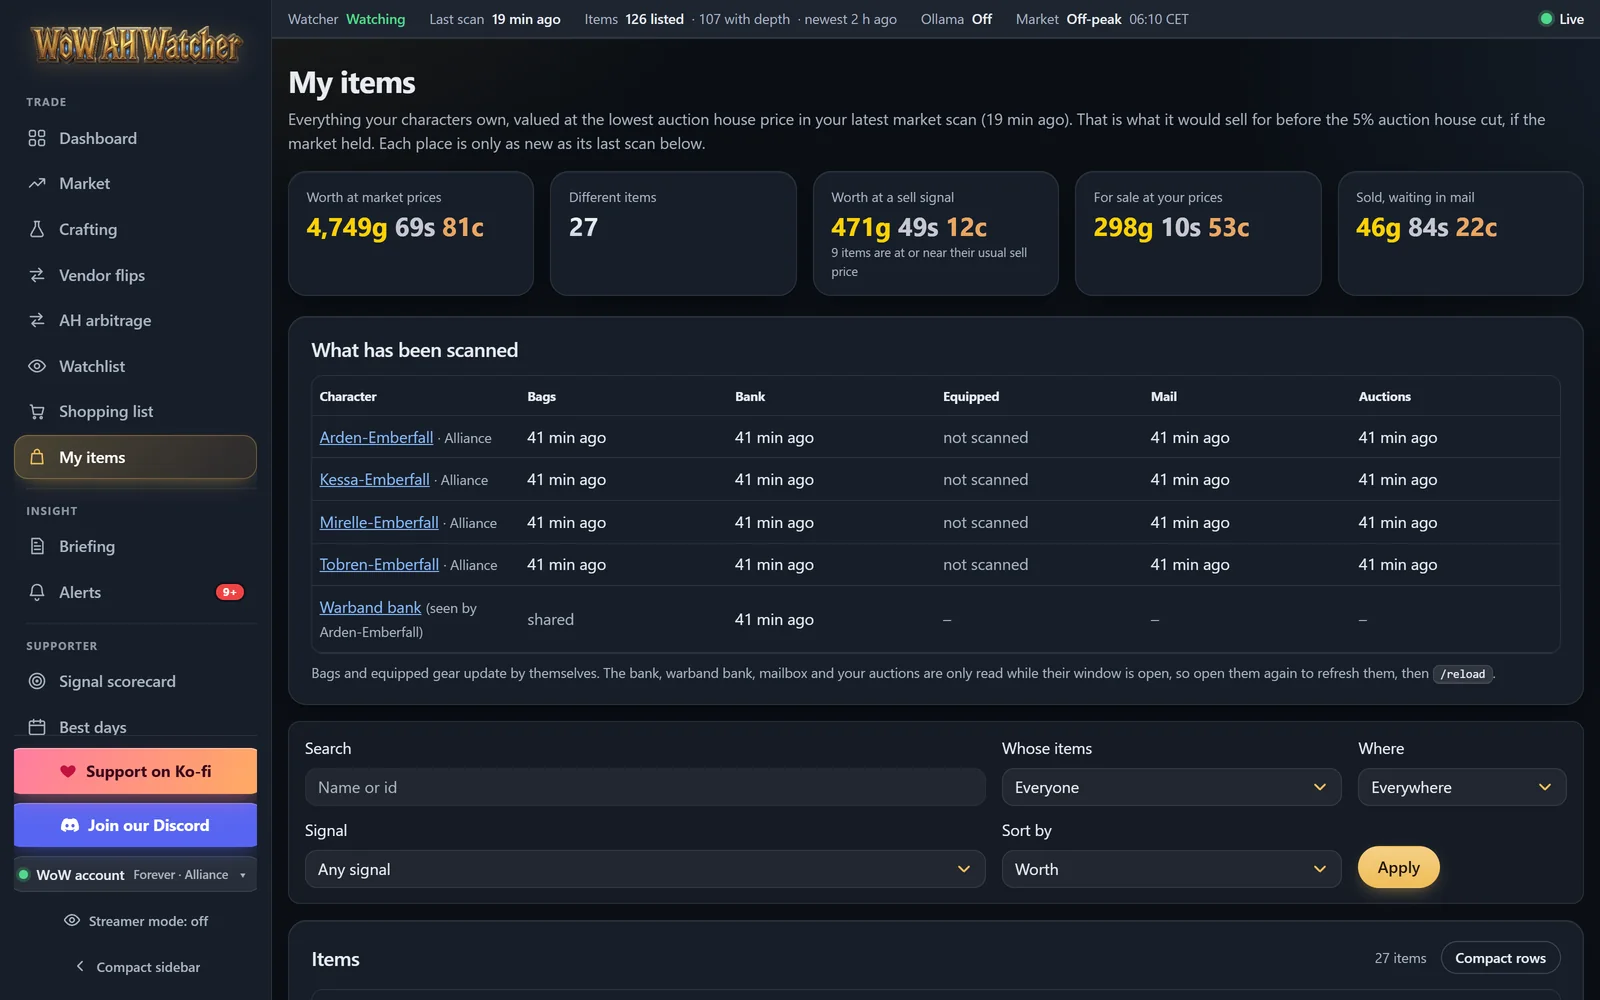 WoW AH Watcher
Watcher Watching Last scan 19 min ago Items 126 listed · 107 with depth · newest 2 h ago Ollama Off Market Off-peak 06:10 CET Live
TRADE
Dashboard
Market
Crafting
Vendor flips
AH arbitrage
Watchlist
Shopping list
My items
INSIGHT
Briefing
Alerts 9+
SUPPORTER
Signal scorecard
Best days
Support on Ko-fi
Join our Discord
WoW account Forever · Alliance
Streamer mode: off
Compact sidebar
My items
Everything your characters own, valued at the lowest auction house price in your latest market scan (19 min ago). That is what it would sell for before the 5% auction house cut, if the
market held. Each place is only as new as its last scan below.
Worth at market prices
4,749g 69s 81c
Different items
27
Worth at a sell signal
471g 49s 12c
9 items are at or near their usual sell
price
For sale at your prices
298g 10s 53c
Sold, waiting in mail
46g 84s 22c
What has been scanned
Character Bags Bank Equipped Mail Auctions
Arden-Emberfall · Alliance 41 min ago 41 min ago not scanned 41 min ago 41 min ago
Kessa-Emberfall · Alliance 41 min ago 41 min ago not scanned 41 min ago 41 min ago
Mirelle-Emberfall · Alliance 41 min ago 41 min ago not scanned 41 min ago 41 min ago
Tobren-Emberfall · Alliance 41 min ago 41 min ago not scanned 41 min ago 41 min ago
Warband bank (seen by
Arden-Emberfall) shared 41 min ago – – –
Bags and equipped gear update by themselves. The bank, warband bank, mailbox and your auctions are only read while their window is open, so open them again to refresh them, then /reload.
Search
Name or id
Whose items
Everyone
Where
Everywhere
Signal
Any signal
Sort by
Worth
Apply
Items 27 items Compact rows